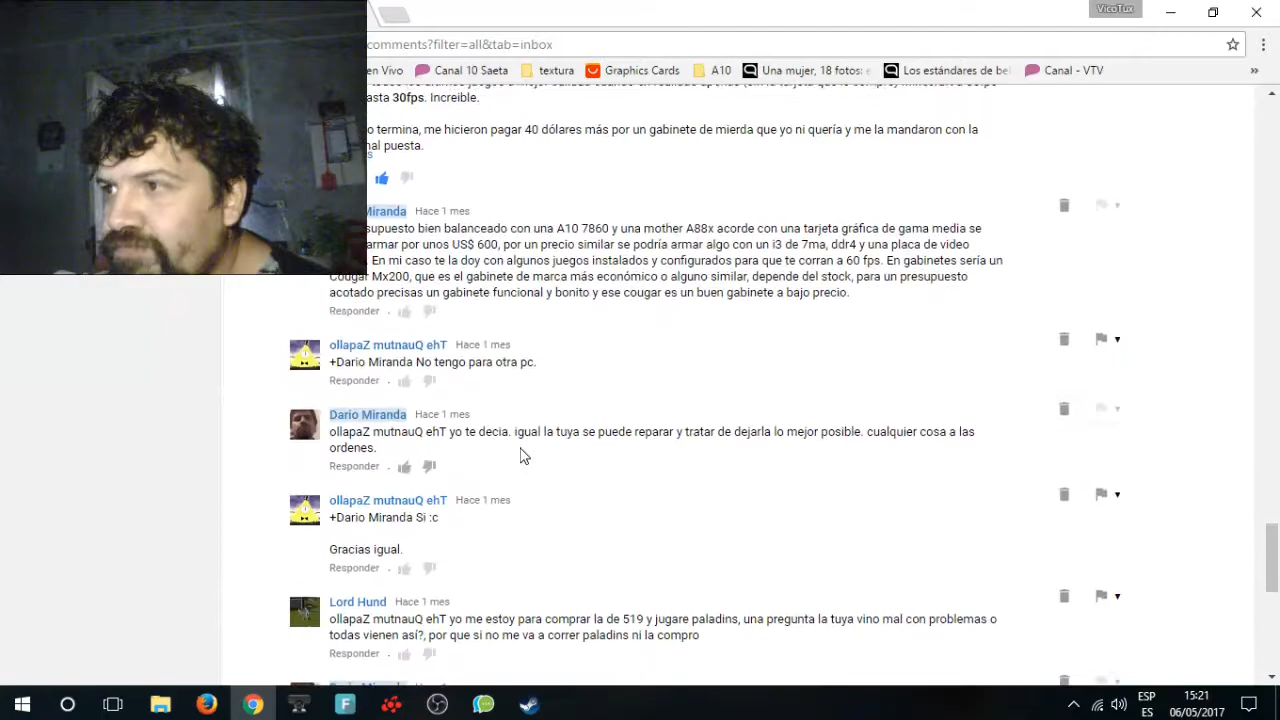 VicoTux
comments?filter=all&tab=inbox
en Vivo
Canal 10 Saeta
textura
Graphics Cards
A10
Una mujer, 18 fotos:
Los estándares de bel
Canal - VTV
»
asta 30fps. Increible.
o termina, me hicieron pagar 40 dólares más por un gabinete de mierda que yo ni quería y me la mandaron con la
nal puesta.
s
Miranda Hace 1 mes
supuesto bien balanceado con una A10 7860 y una mother A88x acorde con una tarjeta gráfica de gama media se
armar por unos US$ 600, por un precio similar se podría armar algo con un i3 de 7ma, ddr4 y una placa de video
. En mi caso te la doy con algunos juegos instalados y configurados para que te corran a 60 fps. En gabinetes sería un
Cougar Mx200, que es el gabinete de marca más económico o alguno similar, depende del stock, para un presupuesto
acotado precisas un gabinete funcional y bonito y ese cougar es un buen gabinete a bajo precio.
Responder
ollapaZ mutnauQ ehT Hace 1 mes
+Dario Miranda No tengo para otra pc.
Responder
Dario Miranda Hace 1 mes
ollapaZ mutnauQ ehT yo te decia. igual la tuya se puede reparar y tratar de dejarla lo mejor posible. cualquier cosa a las
ordenes.
Responder
ollapaZ mutnauQ ehT Hace 1 mes
+Dario Miranda Si :c
Gracias igual.
Responder
Lord Hund Hace 1 mes
ollapaZ mutnauQ ehT yo me estoy para comprar la de 519 y jugare paladins, una pregunta la tuya vino mal con problemas o
todas vienen así?, por que si no me va a correr paladins ni la compro
Responder
ESP
ES
15:21
06/05/2017